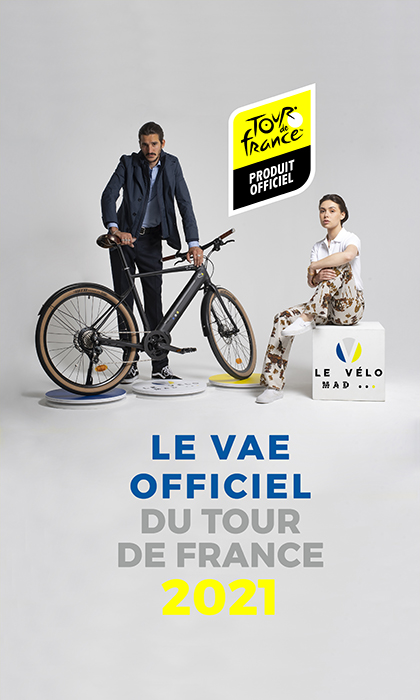 TOUR
de
france
PRODUIT
OFFICIEL
LE VÉLO
MAD ...
LE VAE
OFFICIEL
DU TOUR
DE FRANCE
2021